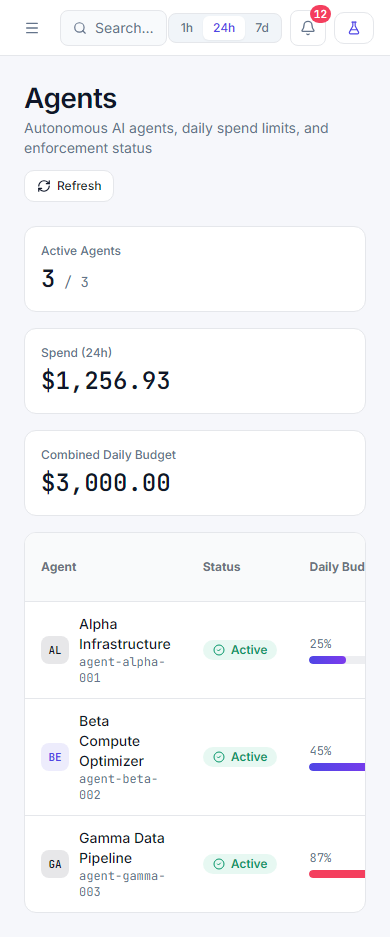 Search...
1h
24h
7d
12
Agents
Autonomous AI agents, daily spend limits, and
enforcement status
Refresh
Active Agents
3 / 3
Spend (24h)
$1,256.93
Combined Daily Budget
$3,000.00
Agent
Status
Daily Bud
AL
Alpha
Infrastructure
agent-alpha-
001
Active
25%
BE
Beta
Compute
Optimizer
agent-beta-
002
Active
45%
GA
Gamma Data
Pipeline
agent-gamma-
003
Active
87%